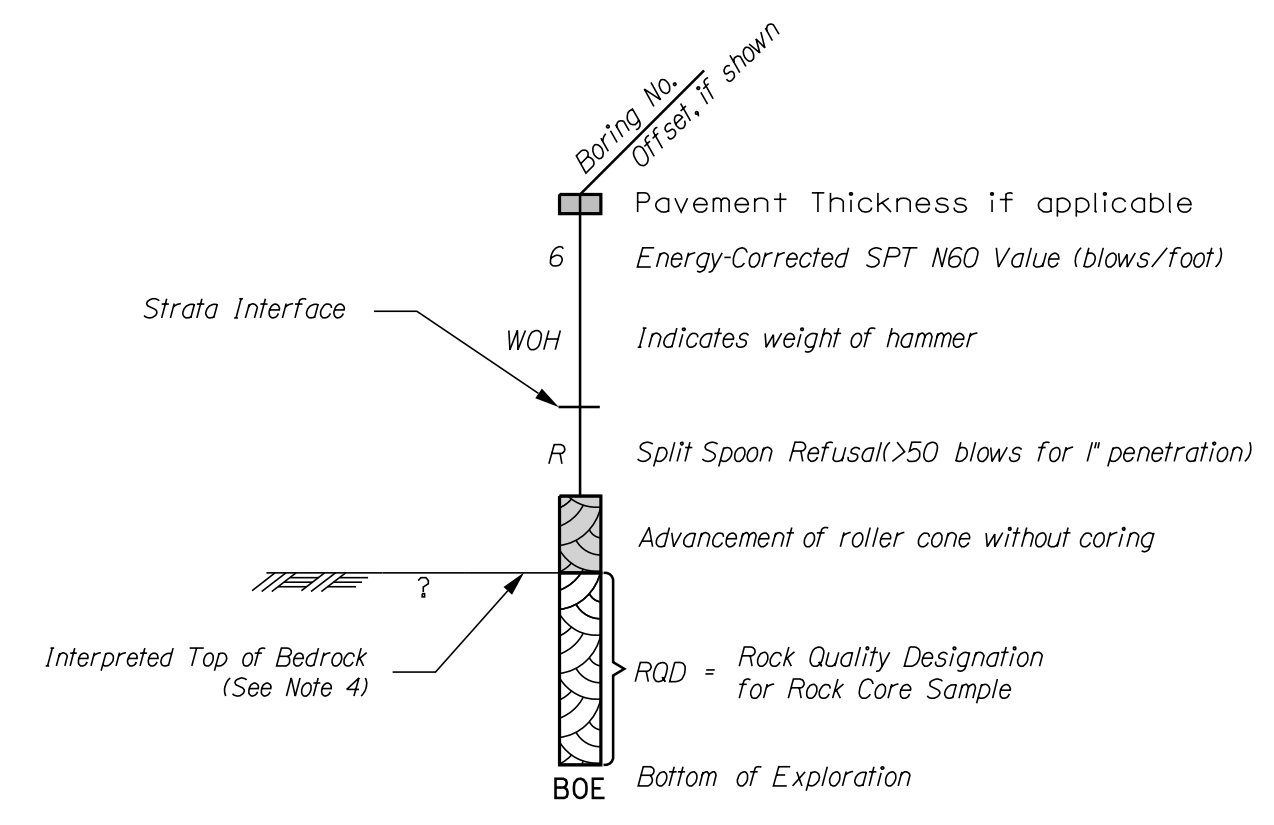 Boring No.
Offset, if shown
Pavement Thickness if applicable
6 Energy-Corrected SPT N60 Value (blows/foot)
Strata Interface
WOH Indicates weight of hammer
R Split Spoon Refusal(>50 blows for 1" penetration)
Advancement of roller cone without coring
?
Interpreted Top of Bedrock
(See Note 4)
RQD = Rock Quality Designation
for Rock Core Sample
BOE Bottom of Exploration